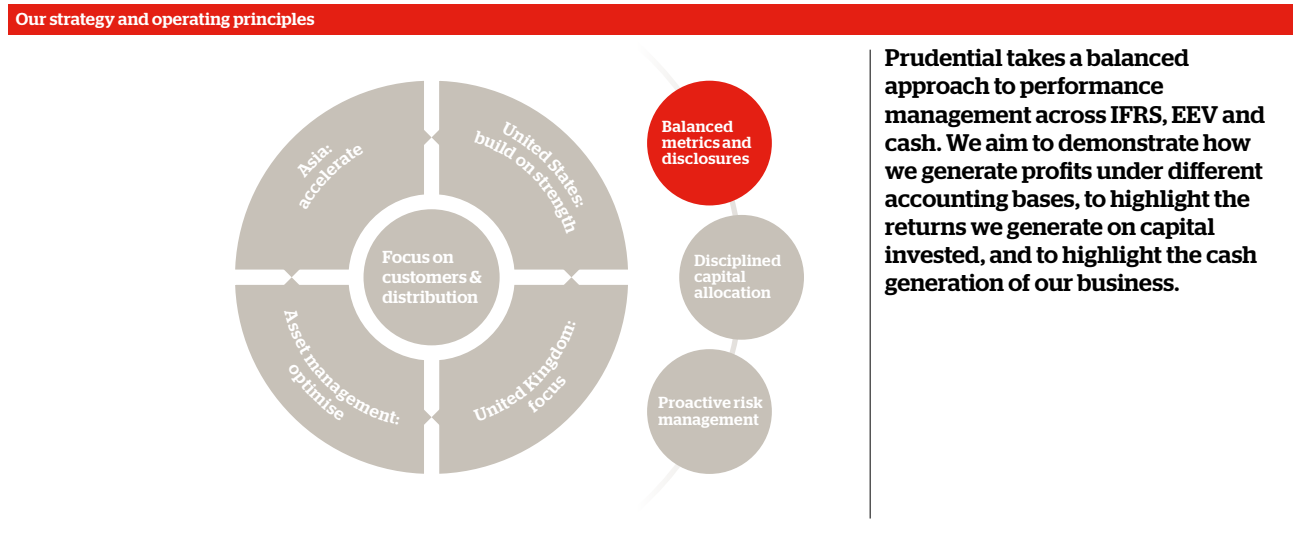 Our strategy and operating principles
Asia:
accelerate
United States:
build on strength
Focus on
customers &
distribution
Asset management:
optimise
United Kingdom:
focus
Balanced
metrics and
disclosures
Disciplined
capital
allocation
Proactive risk
management
Prudential takes a balanced
approach to performance
management across IFRS, EEV and
cash. We aim to demonstrate how
we generate profits under different
accounting bases, to highlight the
returns we generate on capital
invested, and to highlight the cash
generation of our business.